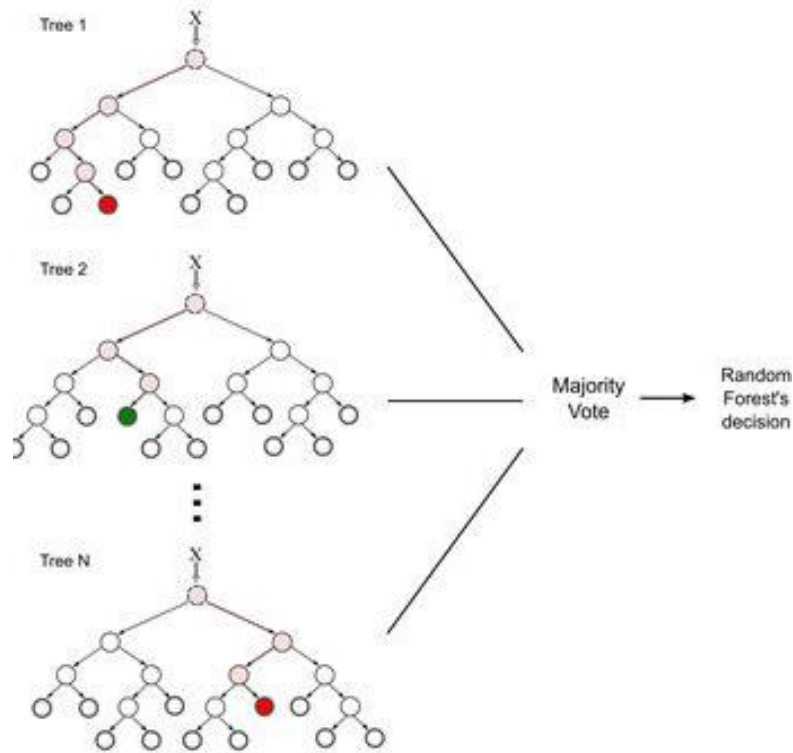 Tree 1
X
Tree 2
X
Majority
Vote
Random
Forest's
decision
Tree N
X